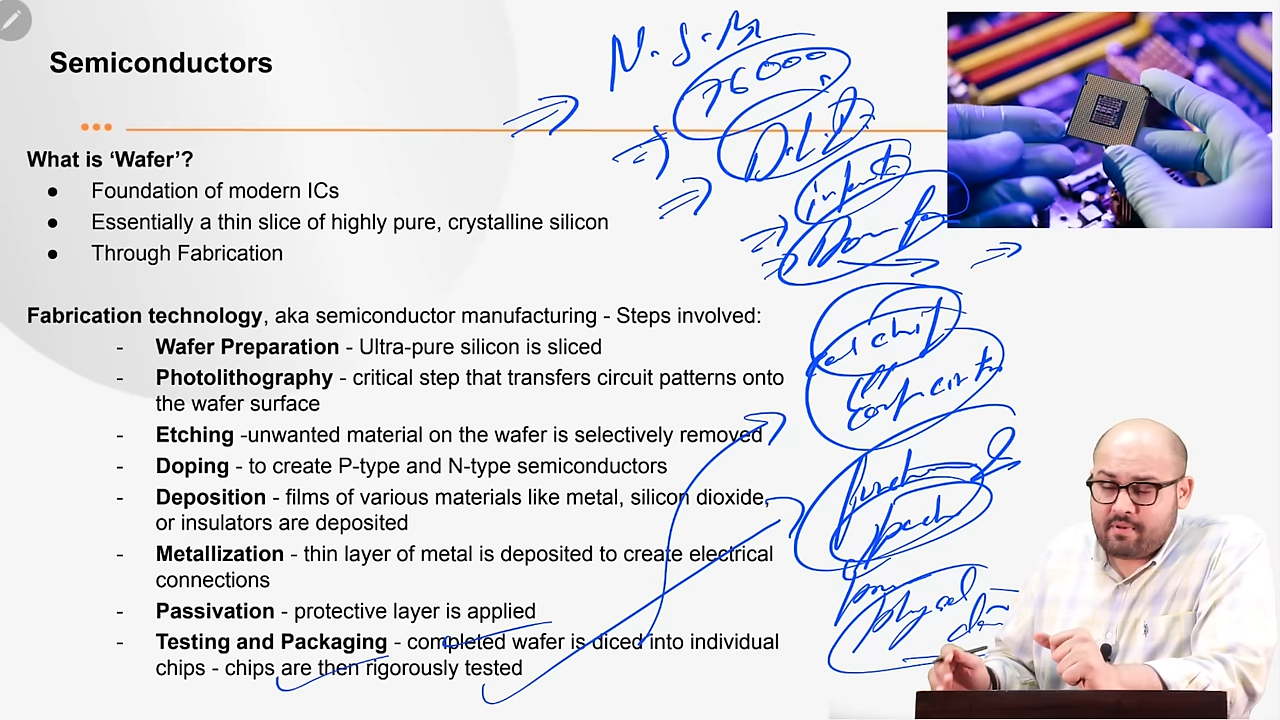 Semiconductors
N.S.M
76000
What is ‘Wafer’?
● Foundation of modern ICs
● Essentially a thin slice of highly pure, crystalline silicon
● Through Fabrication
Fabrication technology, aka semiconductor manufacturing - Steps involved:
- Wafer Preparation - Ultra-pure silicon is sliced
- Photolithography - critical step that transfers circuit patterns onto
the wafer surface
- Etching -unwanted material on the wafer is selectively removed
- Doping - to create P-type and N-type semiconductors
- Deposition - films of various materials like metal, silicon dioxide,
or insulators are deposited
- Metallization - thin layer of metal is deposited to create electrical
connections
- Passivation - protective layer is applied
- Testing and Packaging - completed wafer is diced into individual
chips - chips are then rigorously tested
chip
physical